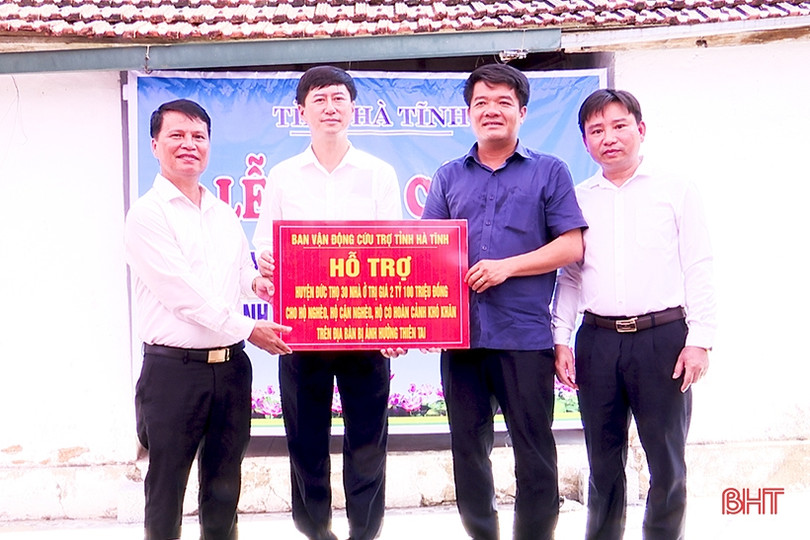 TỈNH HÀ TĨNH
LỄ
BAN VẬN ĐỘNG CỨU TRỢ TỈNH HÀ TĨNH
HỖ TRỢ
HUYỆN ĐỨC THỌ 30 NHÀ Ở TRỊ GIÁ 2 TỶ 100 TRIỆU ĐỒNG
CHO HỘ NGHÈO, HỘ CẬN NGHÈO, HỘ CÓ HOÀN CẢNH KHÓ KHĂN
TRÊN ĐỊA BÀN BỊ ẢNH HƯỞNG THIÊN TAI
BHT